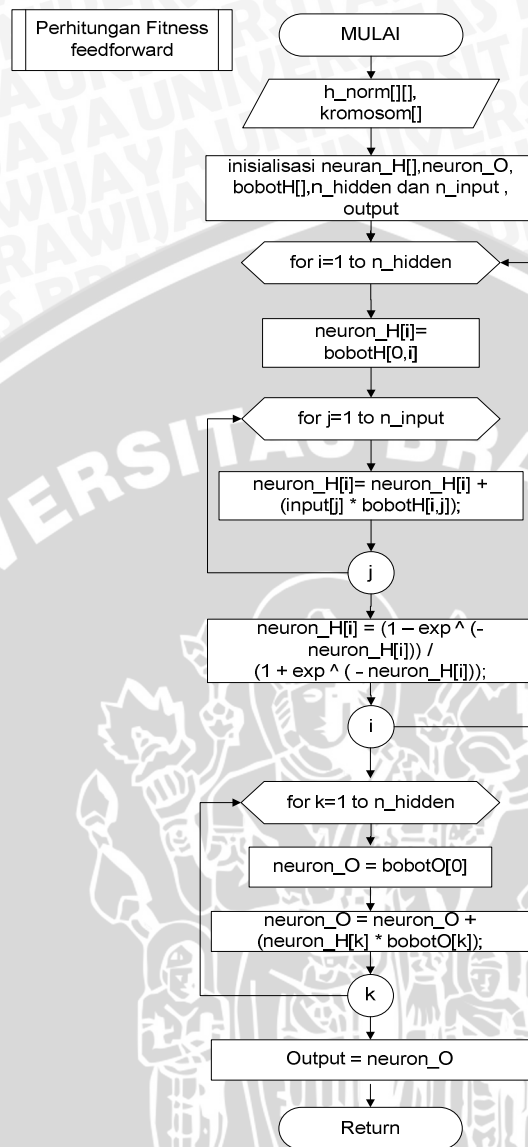 Perhitungan Fitness
feedforward
MULAI
h_norm[][],
kromosom[]
inisialisasi neuran_H[],neuron_O,
bobotH[],n_hidden dan n_input ,
output
for i=1 to n_hidden
neuron_H[i]=
bobotH[0,i]
for j=1 to n_input
neuron_H[i]= neuron_H[i] +
(input[j] * bobotH[i,j]);
j
neuron_H[i] = (1 – exp ^ (-
neuron_H[i])) /
(1 + exp ^ ( - neuron_H[i]));
i
for k=1 to n_hidden
neuron_O = bobotO[0]
neuron_O = neuron_O +
(neuron_H[k] * bobotO[k]);
k
Output = neuron_O
Return